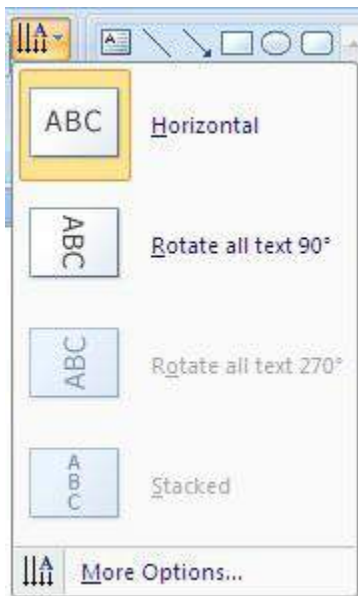 A
A
ABC
Horizontal
ABC
Rotate all text 90°
ABC
Rotate all text 270°
A
B
C
Stacked
A
More Options...